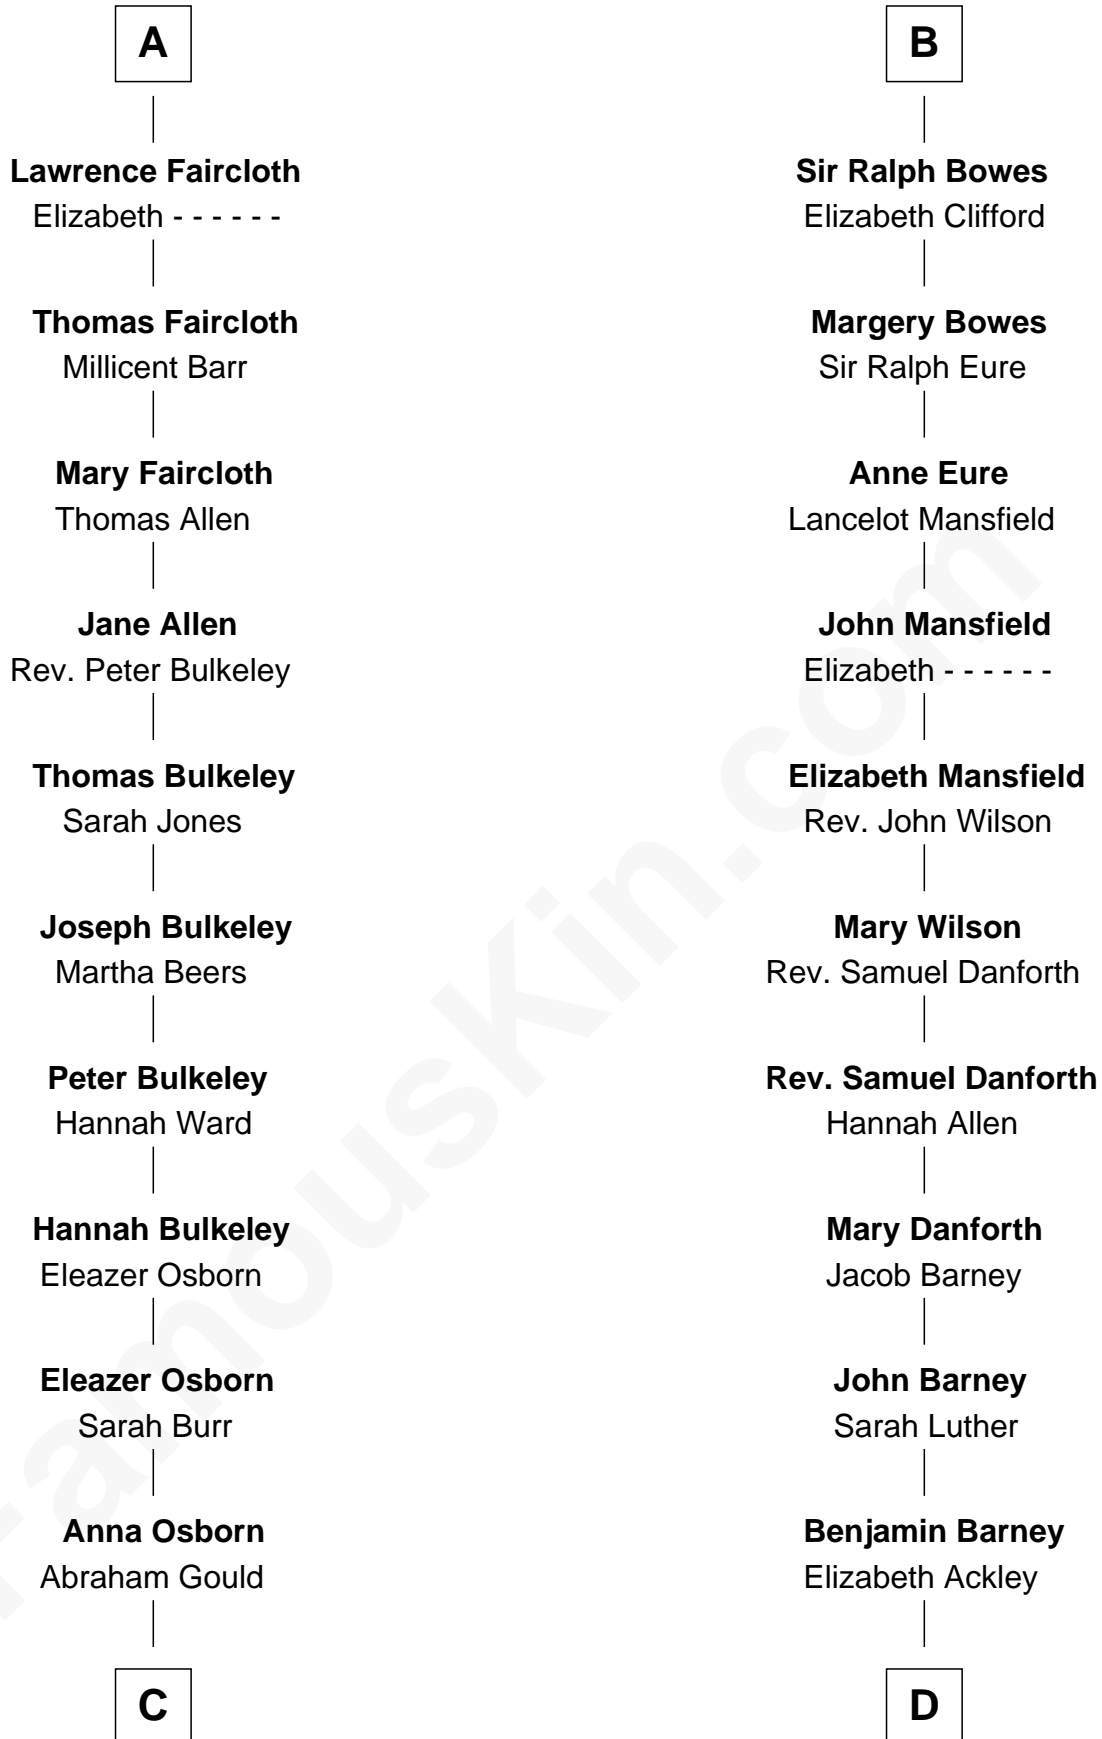 A
Lawrence Faircloth
Elizabeth - - - - - -
Thomas Faircloth
Millicent Barr
Mary Faircloth
Thomas Allen
Jane Allen
Rev. Peter Bulkeley
Thomas Bulkeley
Sarah Jones
Joseph Bulkeley
Martha Beers
Peter Bulkeley
Hannah Ward
Hannah Bulkeley
Eleazer Osborn
Eleazer Osborn
Sarah Burr
Anna Osborn
Abraham Gould
C
B
Sir Ralph Bowes
Elizabeth Clifford
Margery Bowes
Sir Ralph Eure
Anne Eure
Lancelot Mansfield
John Mansfield
Elizabeth - - - - - -
Elizabeth Mansfield
Rev. John Wilson
Mary Wilson
Rev. Samuel Danforth
Rev. Samuel Danforth
Hannah Allen
Mary Danforth
Jacob Barney
John Barney
Sarah Luther
Benjamin Barney
Elizabeth Ackley
D
FamousKin.com